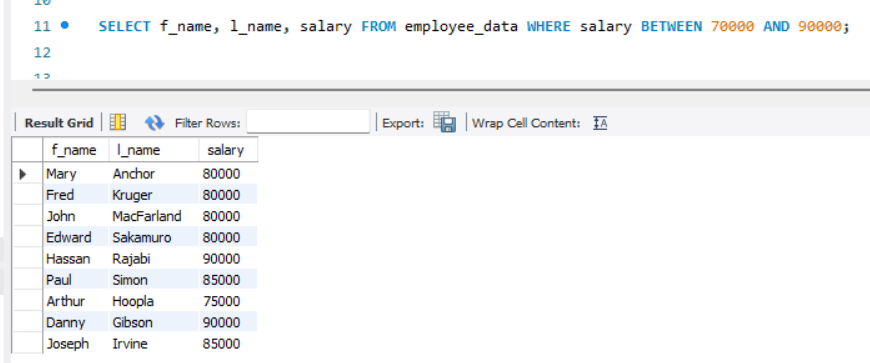 10
11 SELECT f_name, l_name, salary FROM employee_data WHERE salary BETWEEN 70000 AND 90000;
12
13
Result Grid Filter Rows: Export: Wrap Cell Content: IA
f_name l_name salary
Mary Anchor 80000
Fred Kruger 80000
John MacFarland 80000
Edward Sakamuro 80000
Hassan Rajabi 90000
Paul Simon 85000
Arthur Hoopla 75000
Danny Gibson 90000
Joseph Irvine 85000